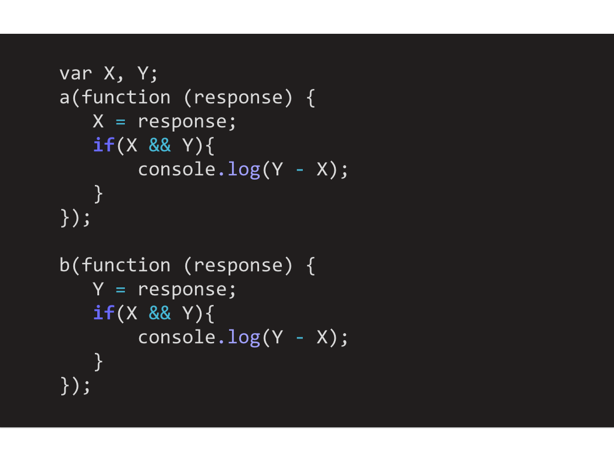 var X, Y;
a(function (response) {
   X = response;
   if(X && Y){
       console.log(Y - X);
   }
});

b(function (response) {
   Y = response;
   if(X && Y){
       console.log(Y - X);
   }
});